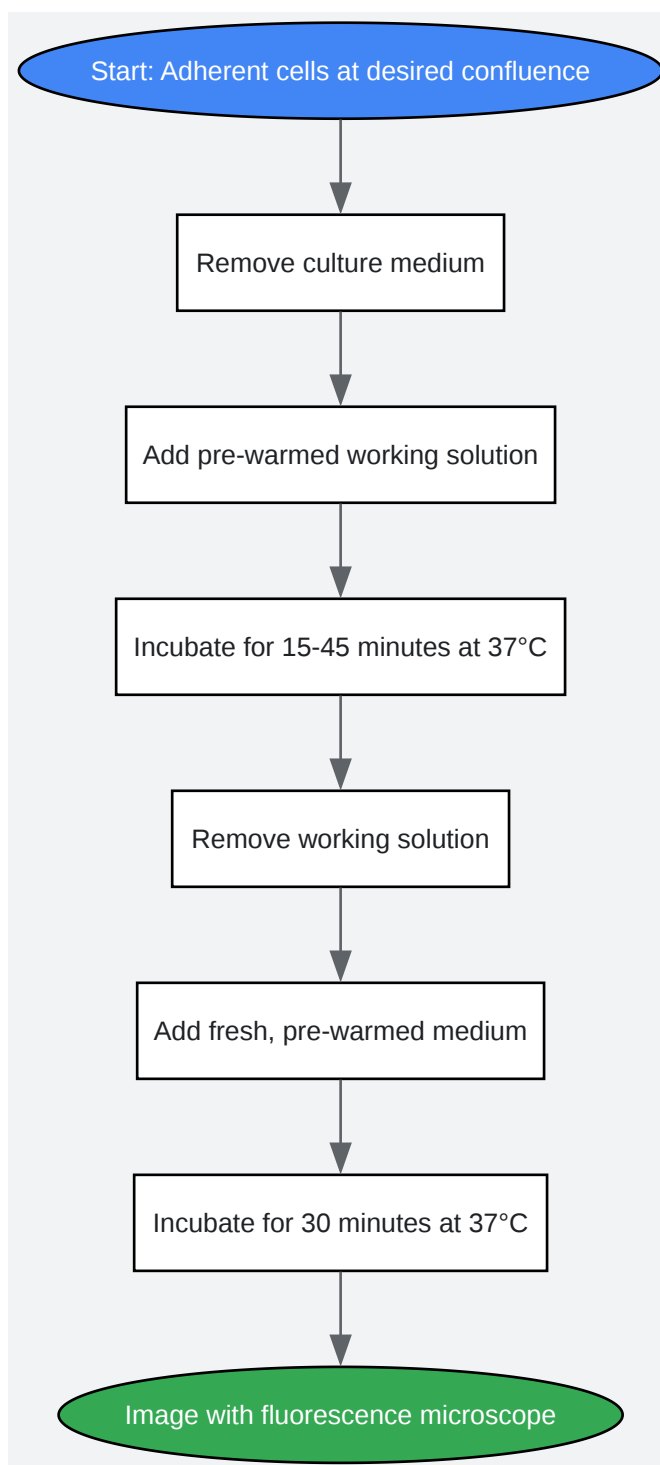 Start: Adherent cells at desired confluence
Remove culture medium
Add pre-warmed working solution
Incubate for 15-45 minutes at 37°C
Remove working solution
Add fresh, pre-warmed medium
Incubate for 30 minutes at 37°C
Image with fluorescence microscope